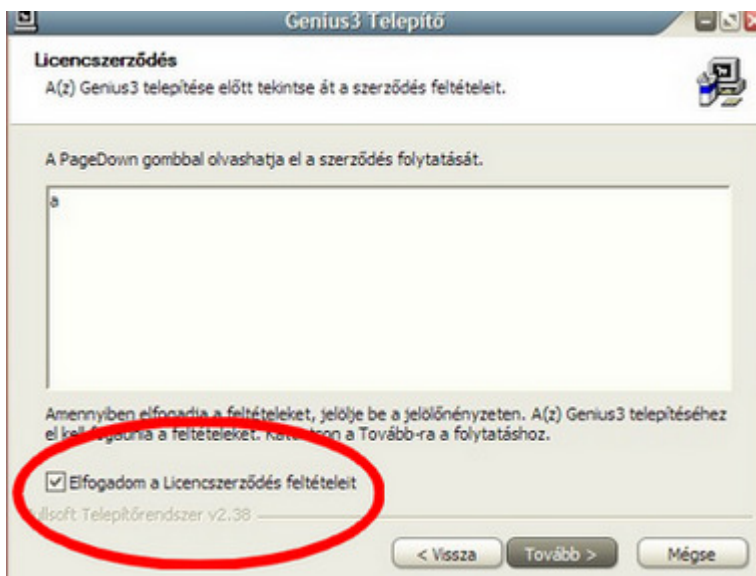 Genius3 Telepítő
Licencszerződés
A(z) Genius3 telepítése előtt tekintse át a szerződés feltételeit.
A PageDown gombbal olvashatja el a szerződés folytatását.
a
Amennyiben elfogadja a feltételeket, jelölje be a jelölőnényzeten. A(z) Genius3 telepítéséhez
el kell fogadnia a feltételeket. Kattintson a Tovább-ra a folytatáshoz.
Elfogadom a Licencszerződés feltételeit
Telepítőrendszer v2.38
< Vissza
Tovább >
Mégse